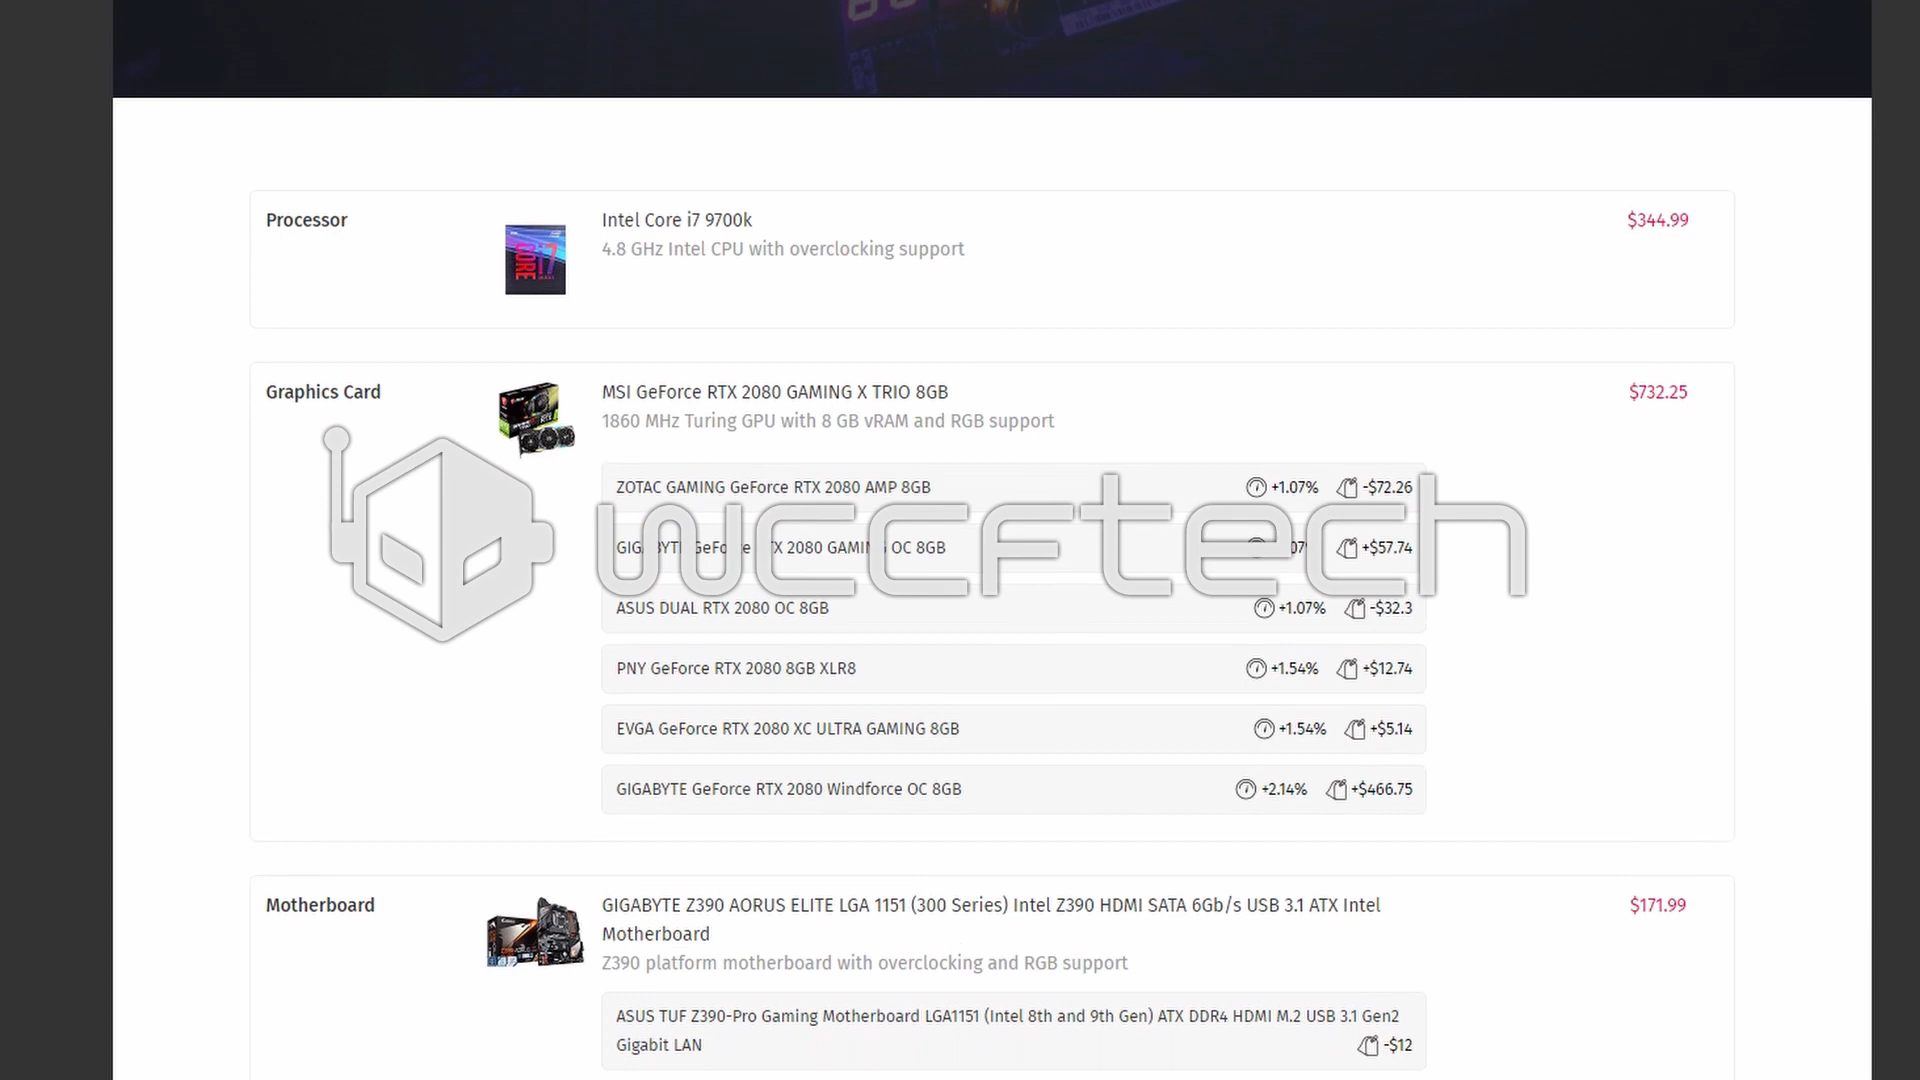 Processor
Intel Core i7 9700k
$344.99
4.8 GHz Intel CPU with overclocking support
CORE i7
Graphics Card
MSI GeForce RTX 2080 GAMING X TRIO 8GB
$732.25
1860 MHz Turing GPU with 8 GB vRAM and RGB support
ZOTAC GAMING GeForce RTX 2080 AMP 8GB
+1.07%
-$72.26
wccftech
2080 GAMING OC 8GB
+$57.74
ASUS DUAL RTX 2080 OC 8GB
+1.07%
-$32.3
PNY GeForce RTX 2080 8GB XLR8
+1.54%
+$12.74
EVGA GeForce RTX 2080 XC ULTRA GAMING 8GB
+1.54%
+$5.14
GIGABYTE GeForce RTX 2080 Windforce OC 8GB
+2.14%
+$466.75
Motherboard
GIGABYTE Z390 AORUS ELITE LGA 1151 (300 Series) Intel Z390 HDMI SATA 6Gb/s USB 3.1 ATX Intel
Motherboard
$171.99
Z390 platform motherboard with overclocking and RGB support
ASUS TUF Z390-Pro Gaming Motherboard LGA1151 (Intel 8th and 9th Gen) ATX DDR4 HDMI M.2 USB 3.1 Gen2
Gigabit LAN
-$12